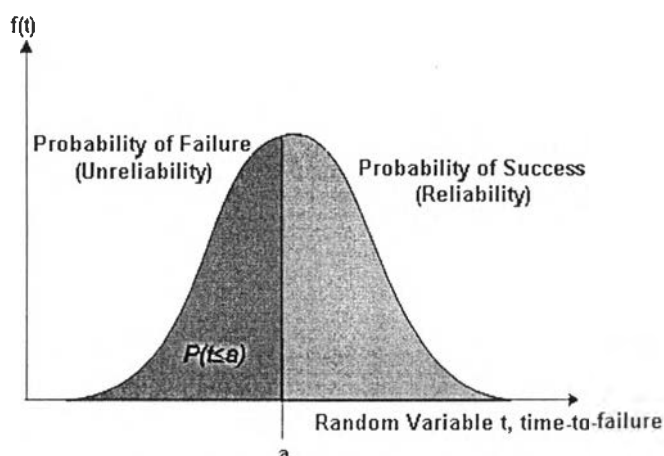 f(t)
Probability of Failure
(Unreliability)
Probability of Success
(Reliability)
P(t≤a)
Random Variable t, time-to-failure
a